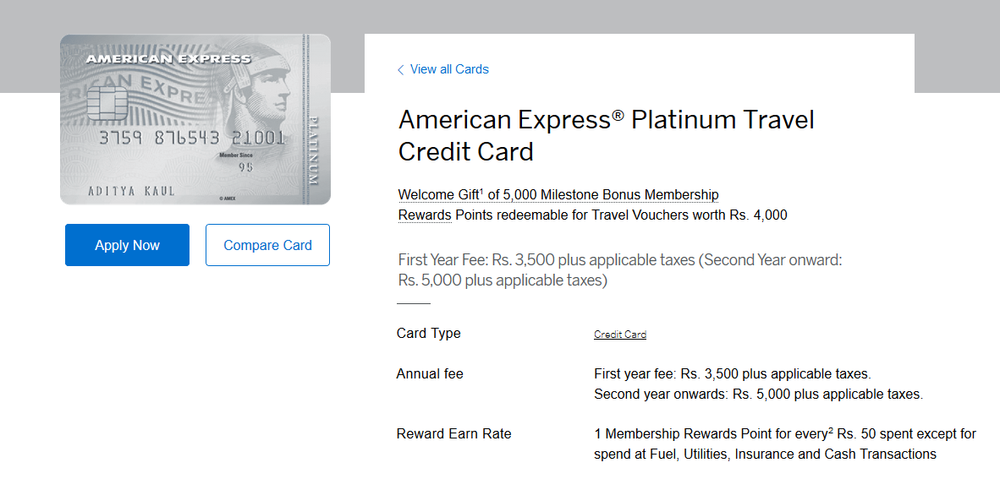 AMERICAN EXPRESS
3759 876543 21001
Member Since
95
ADITYA KAUL
© AMEX
PLATINUM
Apply Now
Compare Card
View all Cards
American Express® Platinum Travel
Credit Card
Welcome Gift¹ of 5,000 Milestone Bonus Membership
Rewards Points redeemable for Travel Vouchers worth Rs. 4,000
First Year Fee: Rs. 3,500 plus applicable taxes (Second Year onward:
Rs. 5,000 plus applicable taxes)
Card Type
Credit Card
Annual fee
First year fee: Rs. 3,500 plus applicable taxes.
Second year onwards: Rs. 5,000 plus applicable taxes.
Reward Earn Rate
1 Membership Rewards Point for every² Rs. 50 spent except for
spend at Fuel, Utilities, Insurance and Cash Transactions